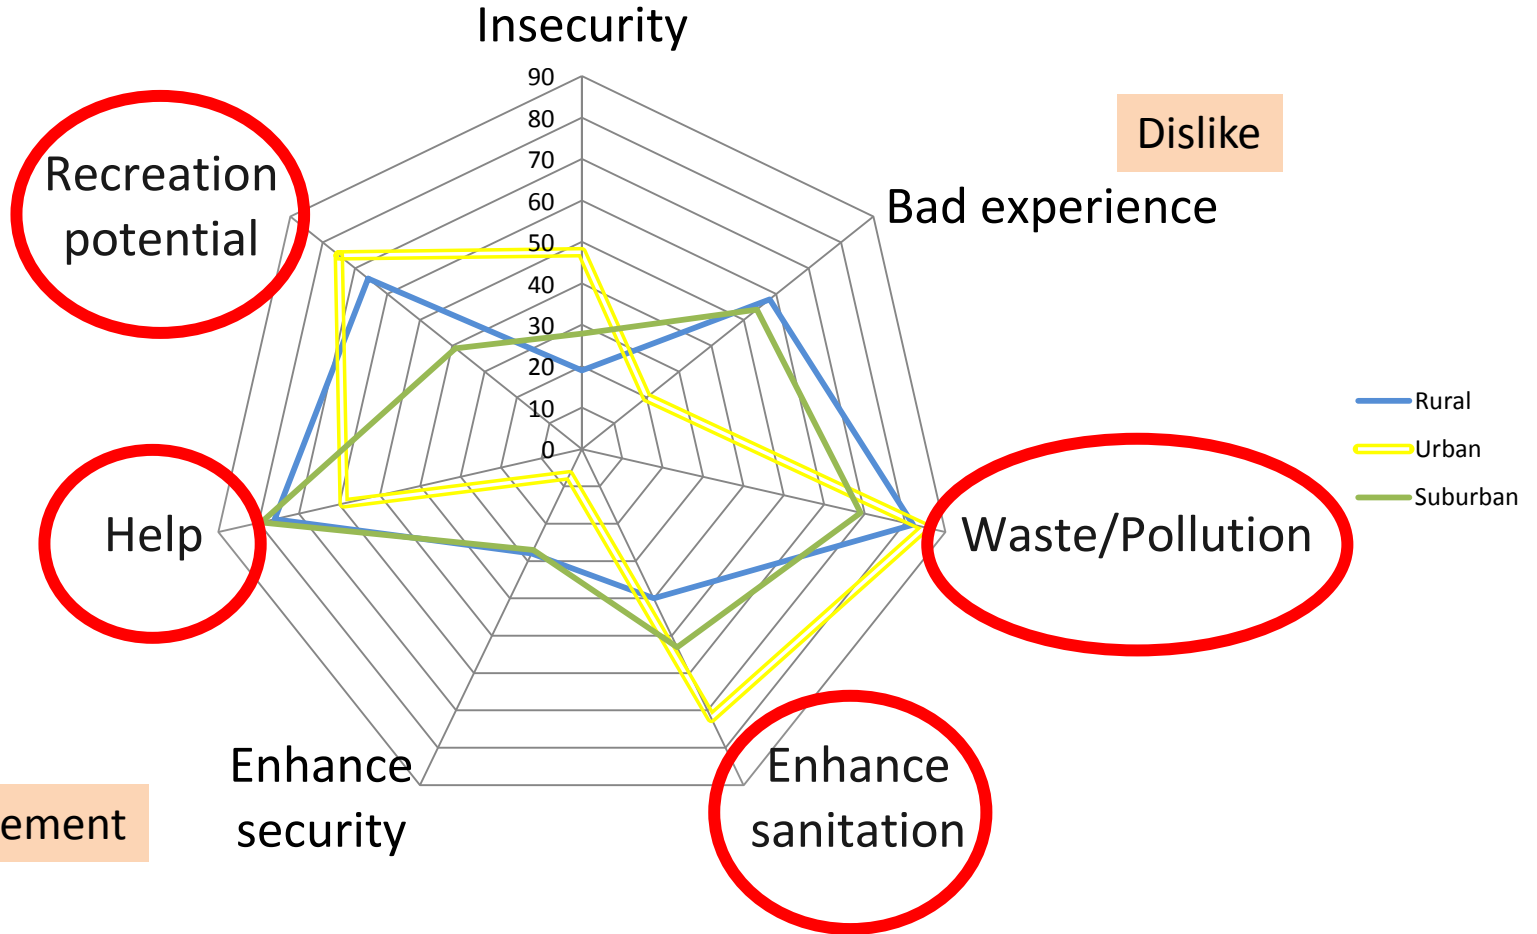 Insecurity
90
80
70
60
50
40
30
20
10
0
Dislike
Bad experience
Recreation
potential
Rural
Urban
Suburban
Waste/Pollution
Help
Enhance
sanitation
Enhance
security
ement